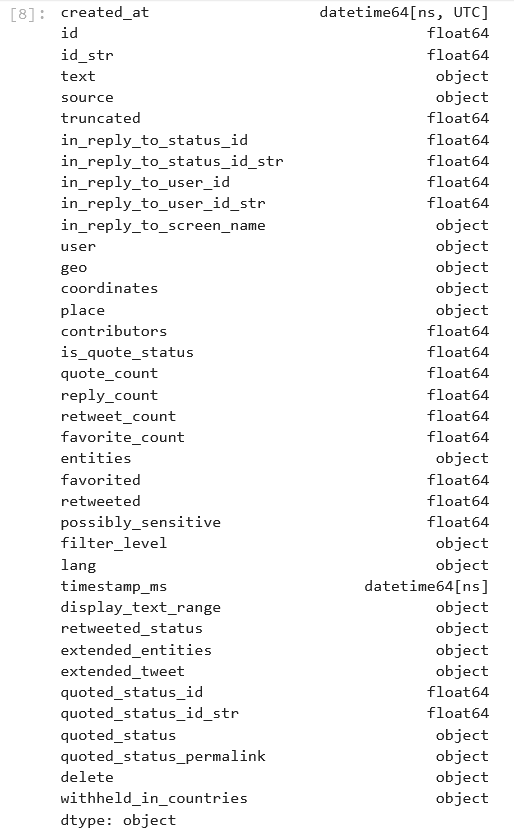 [8]: created_at datetime64[ns, UTC]
id float64
id_str float64
text object
source object
truncated float64
in_reply_to_status_id float64
in_reply_to_status_id_str float64
in_reply_to_user_id float64
in_reply_to_user_id_str float64
in_reply_to_screen_name object
user object
geo object
coordinates object
place object
contributors float64
is_quote_status float64
quote_count float64
reply_count float64
retweet_count float64
favorite_count float64
entities object
favorited float64
retweeted float64
possibly_sensitive float64
filter_level object
lang object
timestamp_ms datetime64[ns]
display_text_range object
retweeted_status object
extended_entities object
extended_tweet object
quoted_status_id float64
quoted_status_id_str float64
quoted_status object
quoted_status_permalink object
delete object
withheld_in_countries object
dtype: object